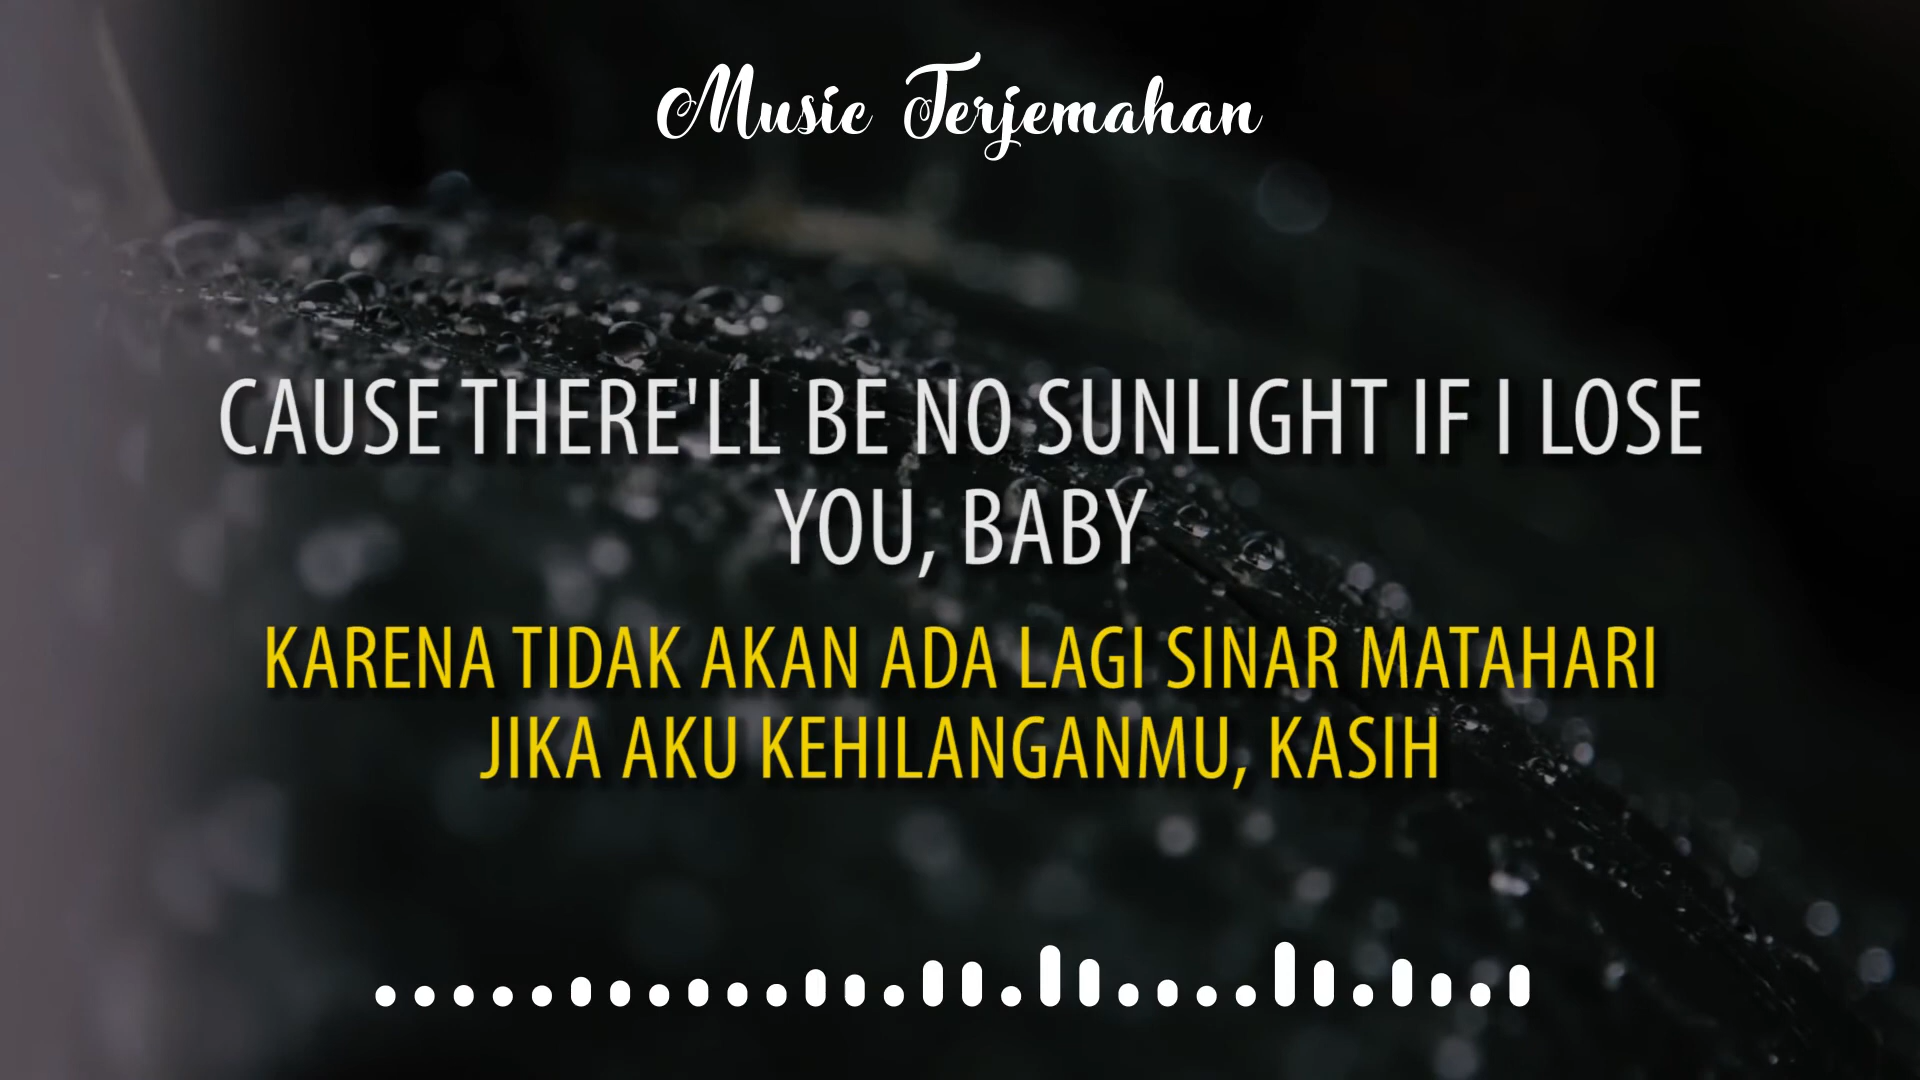 Music Terjemahan
CAUSE THERE'LL BE NO SUNLIGHT IF I LOSE
YOU, BABY
KARENA TIDAK AKAN ADA LAGI SINAR MATAHARI
JIKA AKU KEHILANGANMU, KASIH